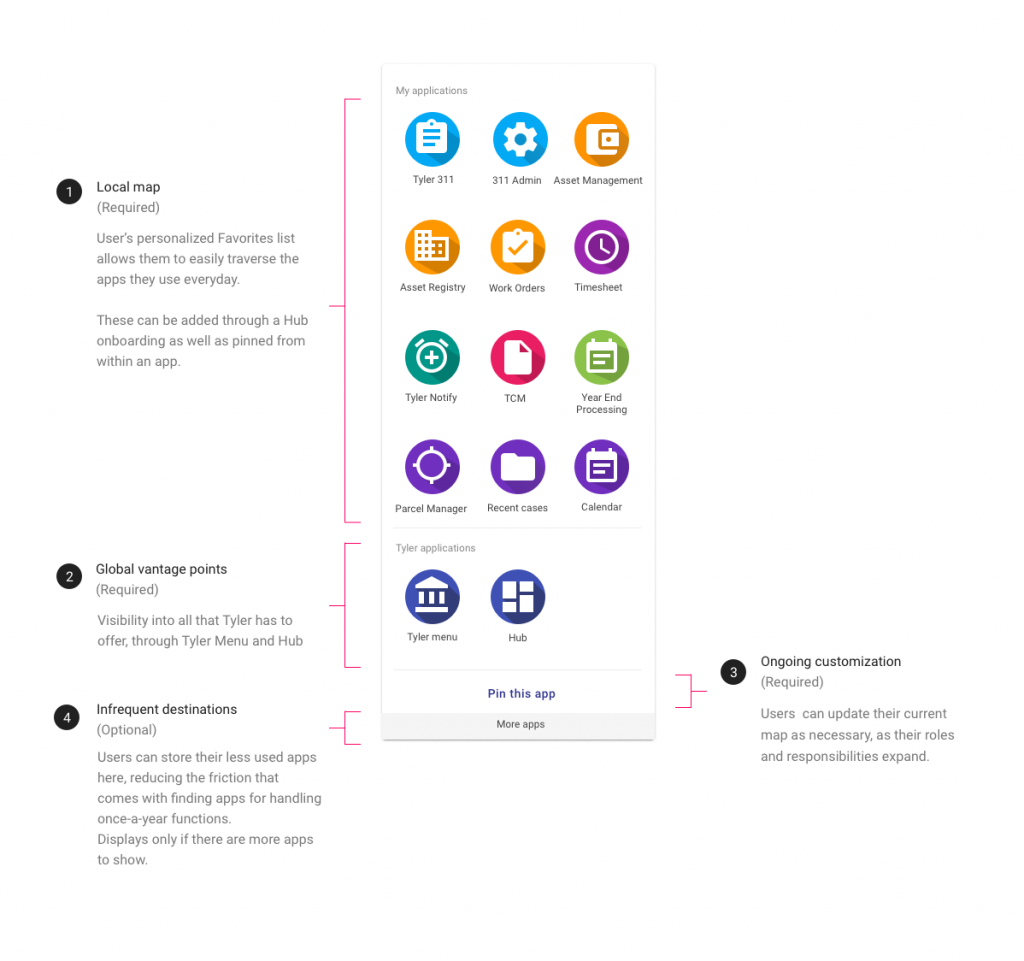 My applications
Tyler 311
311 Admin
Asset Management
Asset Registry
Work Orders
Timesheet
Tyler Notify
TCM
Year End
Processing
Parcel Manager
Recent cases
Calendar
Tyler applications
Tyler menu
Hub
Pin this app
More apps
1
Local map
(Required)
User's personalized Favorites list
allows them to easily traverse the
apps they use everyday.
These can be added through a Hub
onboarding as well as pinned from
within an app.
2
Global vantage points
(Required)
Visibility into all that Tyler has to
offer, through Tyler Menu and Hub
3
Ongoing customization
(Required)
Users can update their current
map as necessary, as their roles
and responsibilities expand.
4
Infrequent destinations
(Optional)
Users can store their less used apps
here, reducing the friction that
comes with finding apps for handling
once-a-year functions.
Displays only if there are more apps
to show.